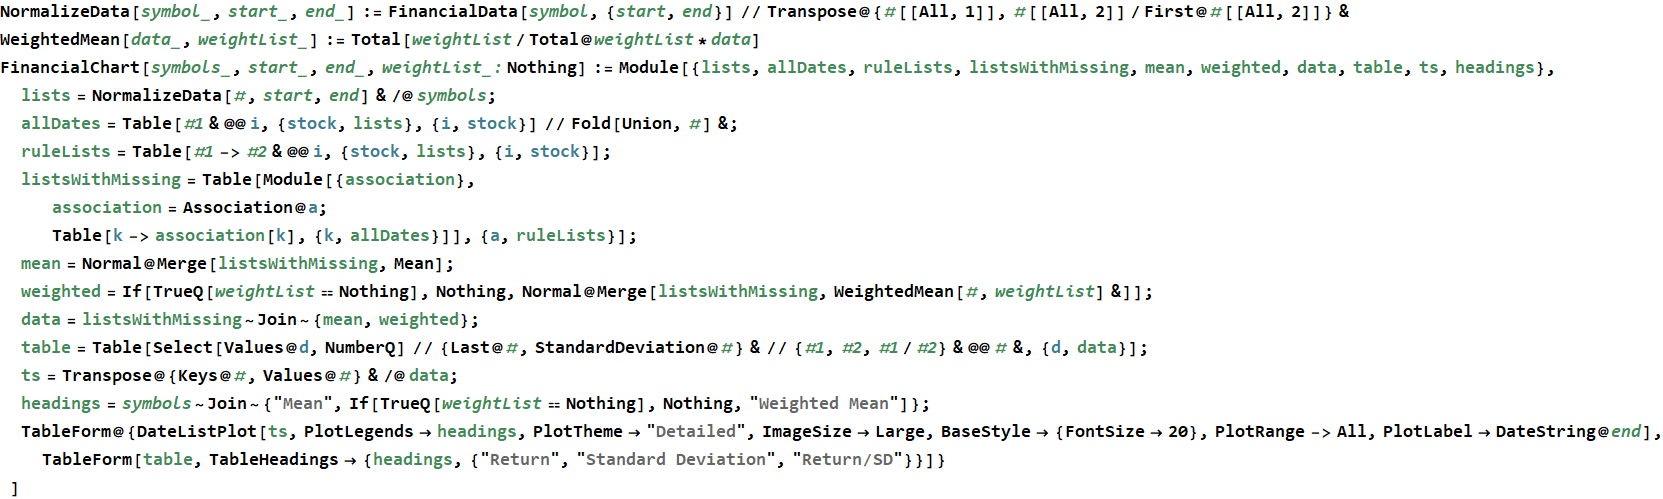 NormalizeData[symbol_, start_, end_] := FinancialData[symbol, {start, end}] // Transpose@{#[[All, 1]], #[[All, 2]] / First@#[[All, 2]]} &
WeightedMean[data_, weightList_] := Total[weightList / Total@weightList * data]
FinancialChart[symbols_, start_, end_, weightList_: Nothing] := Module[{lists, allDates, ruleLists, listsWithMissing, mean, weighted, data, table, ts, headings},
lists = NormalizeData[#, start, end] & /@ symbols;
allDates = Table[#1 & @@ i, {stock, lists}, {i, stock}] // Fold[Union, #] &;
ruleLists = Table[#1 -> #2 & @@ i, {stock, lists}, {i, stock}];
listsWithMissing = Table[Module[{association},
association = Association@a;
Table[k -> association[k], {k, allDates}]], {a, ruleLists}];
mean = Normal@Merge[listsWithMissing, Mean];
weighted = If[TrueQ[weightList == Nothing], Nothing, Normal@Merge[listsWithMissing, WeightedMean[#, weightList] &]];
data = listsWithMissing~Join~{mean, weighted};
table = Table[Select[Values@d, NumberQ] // {Last@#, StandardDeviation@#} & // {#1, #2, #1 / #2} & @@ # &, {d, data}];
ts = Transpose@{Keys@#, Values@#} & /@ data;
headings = symbols~Join~{"Mean", If[TrueQ[weightList == Nothing], Nothing, "Weighted Mean"]};
TableForm@{DateListPlot[ts, PlotLegends → headings, PlotTheme → "Detailed", ImageSize → Large, BaseStyle → {FontSize → 20}, PlotRange -> All, PlotLabel → DateString@end],
TableForm[table, TableHeadings → {headings, {"Return", "Standard Deviation", "Return/SD"}}]}
]